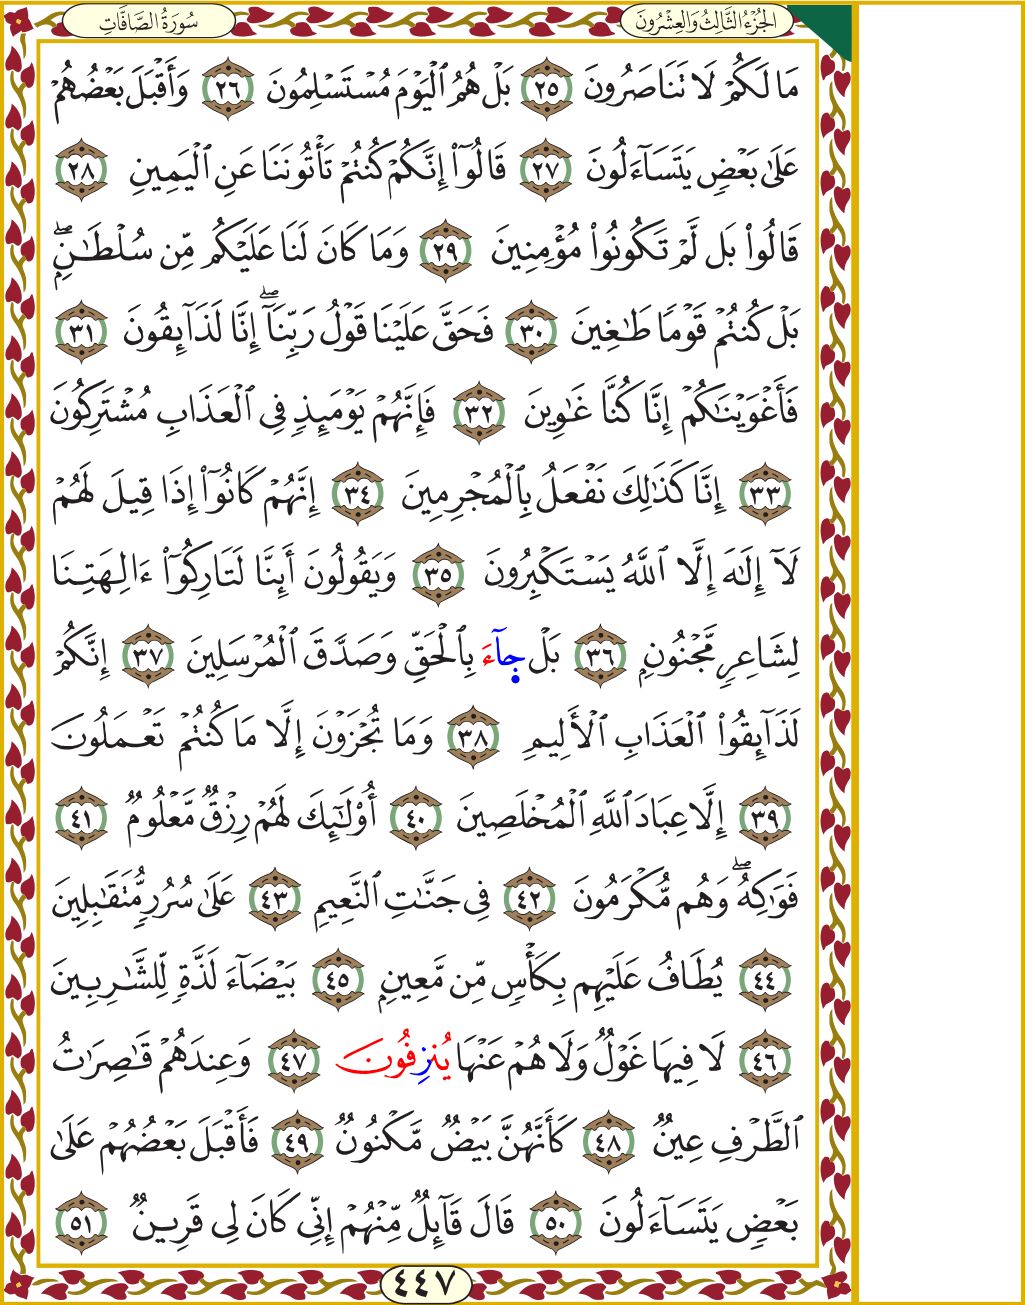 الجُزْءُ الثَّالِثُ وَالعِشْرُونَ
سُورَةُ الصَّافَّاتِ
مَا لَكُمْ لَا تَنَاصَرُونَ ٢٥ بَلْ هُمُ ٱلْيَوْمَ مُسْتَسْلِمُونَ ٢٦ وَأَقْبَلَ بَعْضُهُمْ
عَلَىٰ بَعْضٖ يَتَسَآءَلُونَ ٢٧ قَالُوٓاْ إِنَّكُمْ كُنتُمْ تَأْتُونَنَا عَنِ ٱلْيَمِينِ ٢٨
قَالُواْ بَل لَّمْ تَكُونُواْ مُؤْمِنِينَ ٢٩ وَمَا كَانَ لَنَا عَلَيْكُم مِّن سُلْطَٰنِۭۖ
بَلْ كُنتُمْ قَوْمٗا طَٰغِينَ ٣٠ فَحَقَّ عَلَيْنَا قَوْلُ رَبِّنَآۖ إِنَّا لَذَآئِقُونَ ٣١
فَأَغْوَيْنَٰكُمْ إِنَّا كُنَّا غَٰوِينَ ٣٢ فَإِنَّهُمْ يَوْمَئِذٖ فِي ٱلْعَذَابِ مُشْتَرِكُونَ
٣٣ إِنَّا كَذَٰلِكَ نَفْعَلُ بِٱلْمُجْرِمِينَ ٣٤ إِنَّهُمْ كَانُوٓاْ إِذَا قِيلَ لَهُمْ
لَآ إِلَٰهَ إِلَّا ٱللَّهُ يَسْتَكْبِرُونَ ٣٥ وَيَقُولُونَ أَئِنَّا لَتَارِكُوٓاْ ءَالِهَتِنَا
لِشَاعِرٖ مَّجْنُونِۭ ٣٦ بَلْ جَآءَ بِٱلْحَقِّ وَصَدَّقَ ٱلْمُرْسَلِينَ ٣٧ إِنَّكُمْ
لَذَآئِقُواْ ٱلْعَذَابِ ٱلْأَلِيمِ ٣٨ وَمَا تُجْزَوْنَ إِلَّا مَا كُنتُمْ تَعْمَلُونَ
٣٩ إِلَّا عِبَادَ ٱللَّهِ ٱلْمُخْلَصِينَ ٤٠ أُوْلَٰٓئِكَ لَهُمْ رِزْقٞ مَّعْلُومٞ ٤١
فَوَٰكِهُۖ وَهُم مُّكْرَمُونَ ٤٢ فِي جَنَّٰتِ ٱلنَّعِيمِ ٤٣ عَلَىٰ سُرُرٖ مُّتَقَٰبِلِينَ
٤٤ يُطَافُ عَلَيْهِم بِكَأْسٖ مِّن مَّعِينِۭ ٤٥ بَيْضَآءَ لَذَّةٖ لِّلشَّٰرِبِينَ
٤٦ لَا فِيهَا غَوْلٞ وَلَا هُمْ عَنْهَا يُنزِفُونَ ٤٧ وَعِندَهُمْ قَٰصِرَٰتُ
ٱلطَّرْفِ عِينٞ ٤٨ كَأَنَّهُنَّ بَيْضٞ مَّكْنُونٞ ٤٩ فَأَقْبَلَ بَعْضُهُمْ عَلَىٰ
بَعْضٖ يَتَسَآءَلُونَ ٥٠ قَالَ قَآئِلٞ مِّنْهُمْ إِنِّي كَانَ لِي قَرِينٞ ٥١
٤٤٧